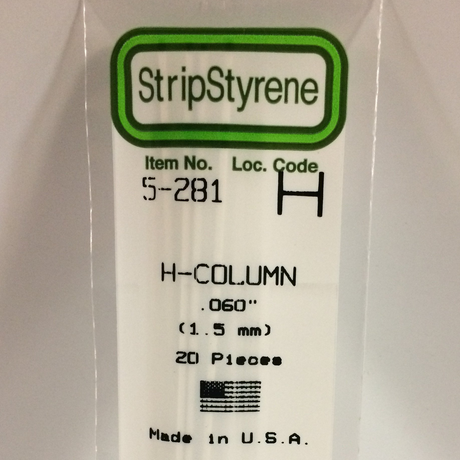 StripStyrene
Item No. Loc. Code
5-281 H
H-COLUMN
.060"
(1.5 mm)
20 Pieces
Made in U.S.A.